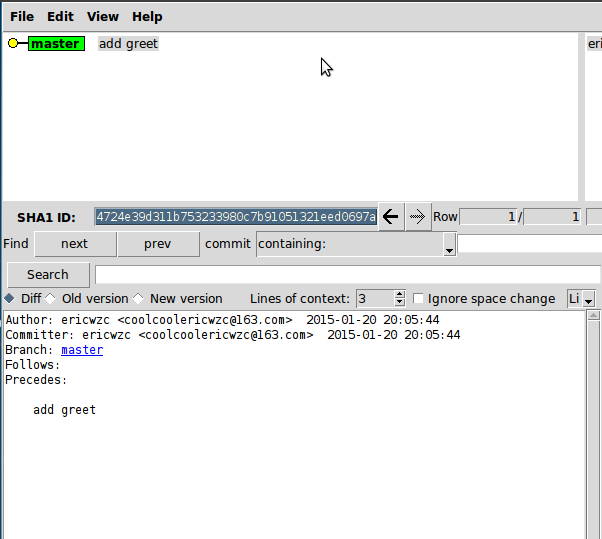 File Edit View Help
master add greet
SHA1 ID: 4724e39d311b753233980c7b91051321eed0697a Row 1 / 1
Find next prev commit containing:
Search
Diff Old version New version Lines of context: 3 Ignore space change Li
Author: ericwzc <coolcoolericwzc@163.com> 2015-01-20 20:05:44
Committer: ericwzc <coolcoolericwzc@163.com> 2015-01-20 20:05:44
Branch: master
Follows:
Precedes:
add greet